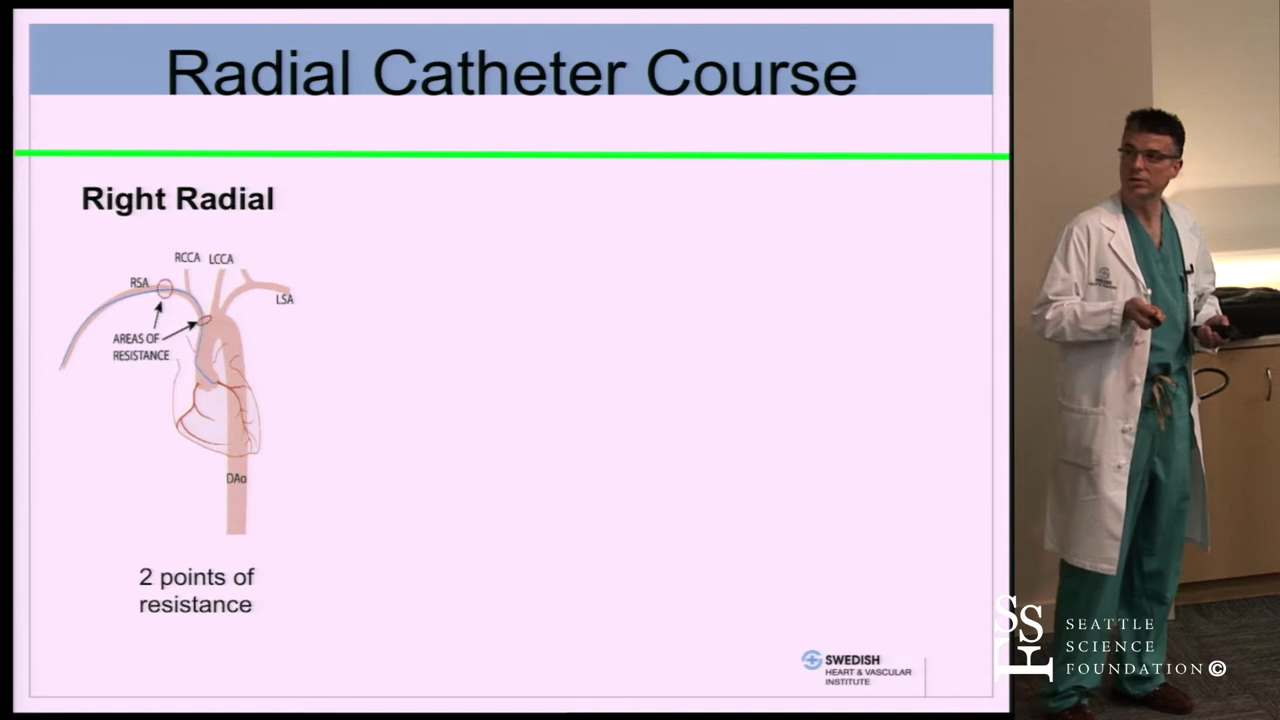 Radial Catheter Course
Right Radial
RCCA LCCA
RSA
LSA
AREAS OF
RESISTANCE
DAo
2 points of
resistance
SWEDISH
HEART & VASCULAR
INSTITUTE
SSF
SEATTLE
SCIENCE
FOUNDATION©